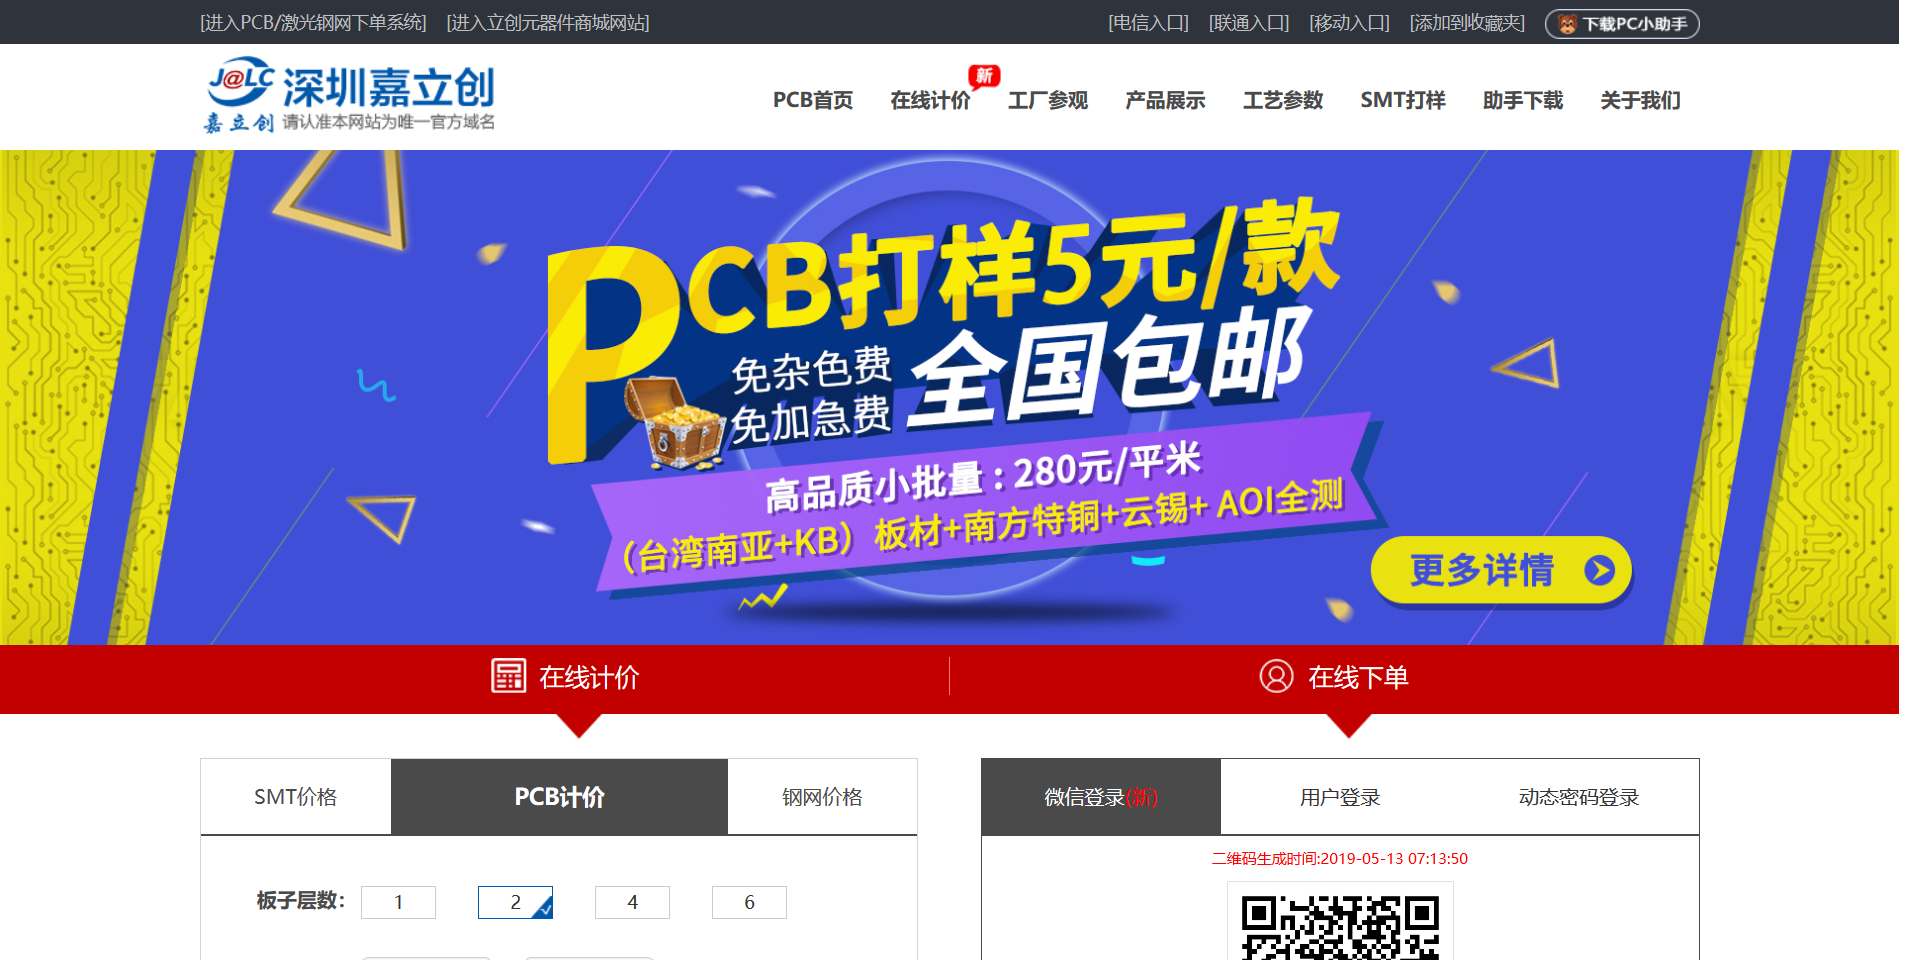 [进入PCB/激光钢网下单系统] [进入立创元器件商城网站] [电信入口] [联通入口] [移动入口] [添加到收藏夹] 下载PC小助手
J@LC 深圳嘉立创
嘉立创 请认准本网站为唯一官方域名
新
PCB首页 在线计价 工厂参观 产品展示 工艺参数 SMT打样 助手下载 关于我们
PCB打样5元/款
免杂色费
免加急费
全国包邮
高品质小批量：280元/平米
（台湾南亚+KB）板材+南方特铜+云锡+ AOI全测
更多详情
在线计价 在线下单
SMT价格 PCB计价 钢网价格 微信登录(新) 用户登录 动态密码登录
二维码生成时间:2019-05-13 07:13:50
板子层数： 1 2 4 6